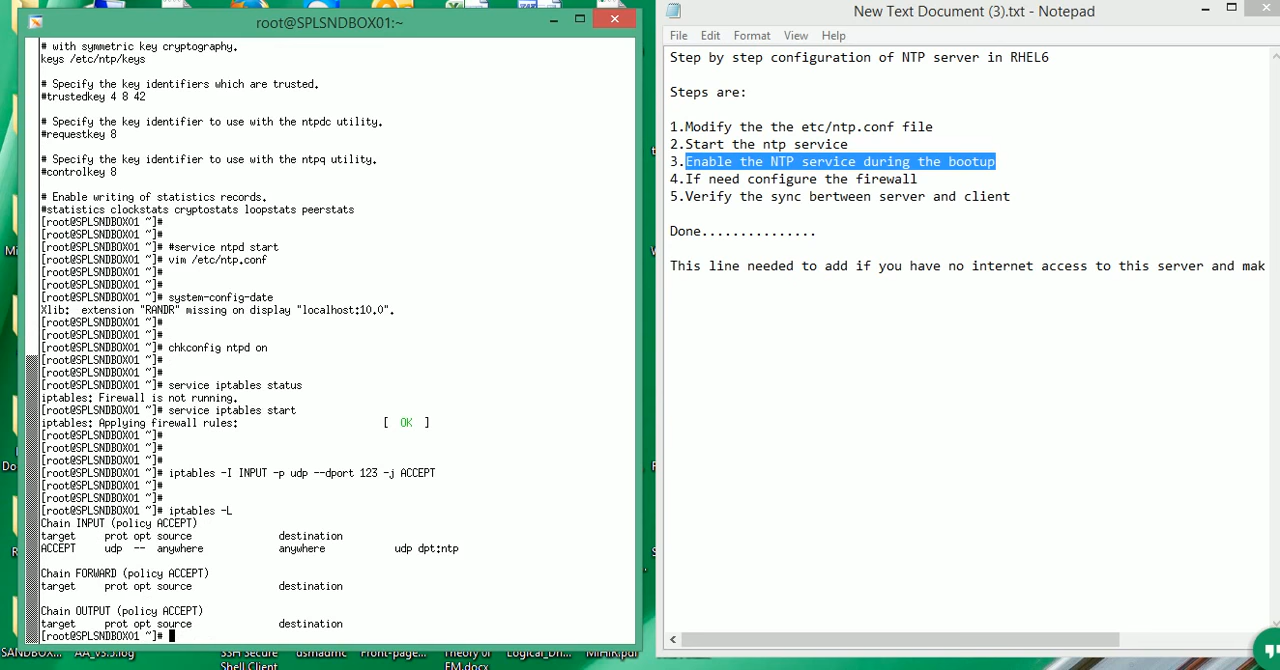 root@SPLSNDBOX01:~
# with symmetric key cryptography.
keys /etc/ntp/keys
# Specify the key identifiers which are trusted.
#trustedkey 4 8 42
# Specify the key identifier to use with the ntpdc utility.
#requestkey 8
# Specify the key identifier to use with the ntpq utility.
#controlkey 8
# Enable writing of statistics records.
#statistics clockstats cryptostats loopstats peerstats
[root@SPLSNDBOX01 ~]#
[root@SPLSNDBOX01 ~]#
[root@SPLSNDBOX01 ~]# #service ntpd start
[root@SPLSNDBOX01 ~]# vim /etc/ntp.conf
[root@SPLSNDBOX01 ~]#
[root@SPLSNDBOX01 ~]#
[root@SPLSNDBOX01 ~]# system-config-date
Xlib:  extension "RANDR" missing on display "localhost:10.0".
[root@SPLSNDBOX01 ~]#
[root@SPLSNDBOX01 ~]#
[root@SPLSNDBOX01 ~]# chkconfig ntpd on
[root@SPLSNDBOX01 ~]#
[root@SPLSNDBOX01 ~]#
[root@SPLSNDBOX01 ~]# service iptables status
iptables: Firewall is not running.
[root@SPLSNDBOX01 ~]# service iptables start
iptables: Applying firewall rules: [ OK ]
[root@SPLSNDBOX01 ~]#
[root@SPLSNDBOX01 ~]#
[root@SPLSNDBOX01 ~]#
[root@SPLSNDBOX01 ~]# iptables -I INPUT -p udp --dport 123 -j ACCEPT
[root@SPLSNDBOX01 ~]#
[root@SPLSNDBOX01 ~]#
[root@SPLSNDBOX01 ~]# iptables -L
Chain INPUT (policy ACCEPT)
target prot opt source destination
ACCEPT udp -- anywhere anywhere udp dpt:ntp
Chain FORWARD (policy ACCEPT)
target prot opt source destination
Chain OUTPUT (policy ACCEPT)
target prot opt source destination
[root@SPLSNDBOX01 ~]#
New Text Document (3).txt - Notepad
File Edit Format View Help
Step by step configuration of NTP server in RHEL6
Steps are:
1.Modify the the etc/ntp.conf file
2.Start the ntp service
3.Enable the NTP service during the bootup
4.If need configure the firewall
5.Verify the sync bertween server and client
Done...............
This line needed to add if you have no internet access to this server and mak
SSH Secure
Shell Client